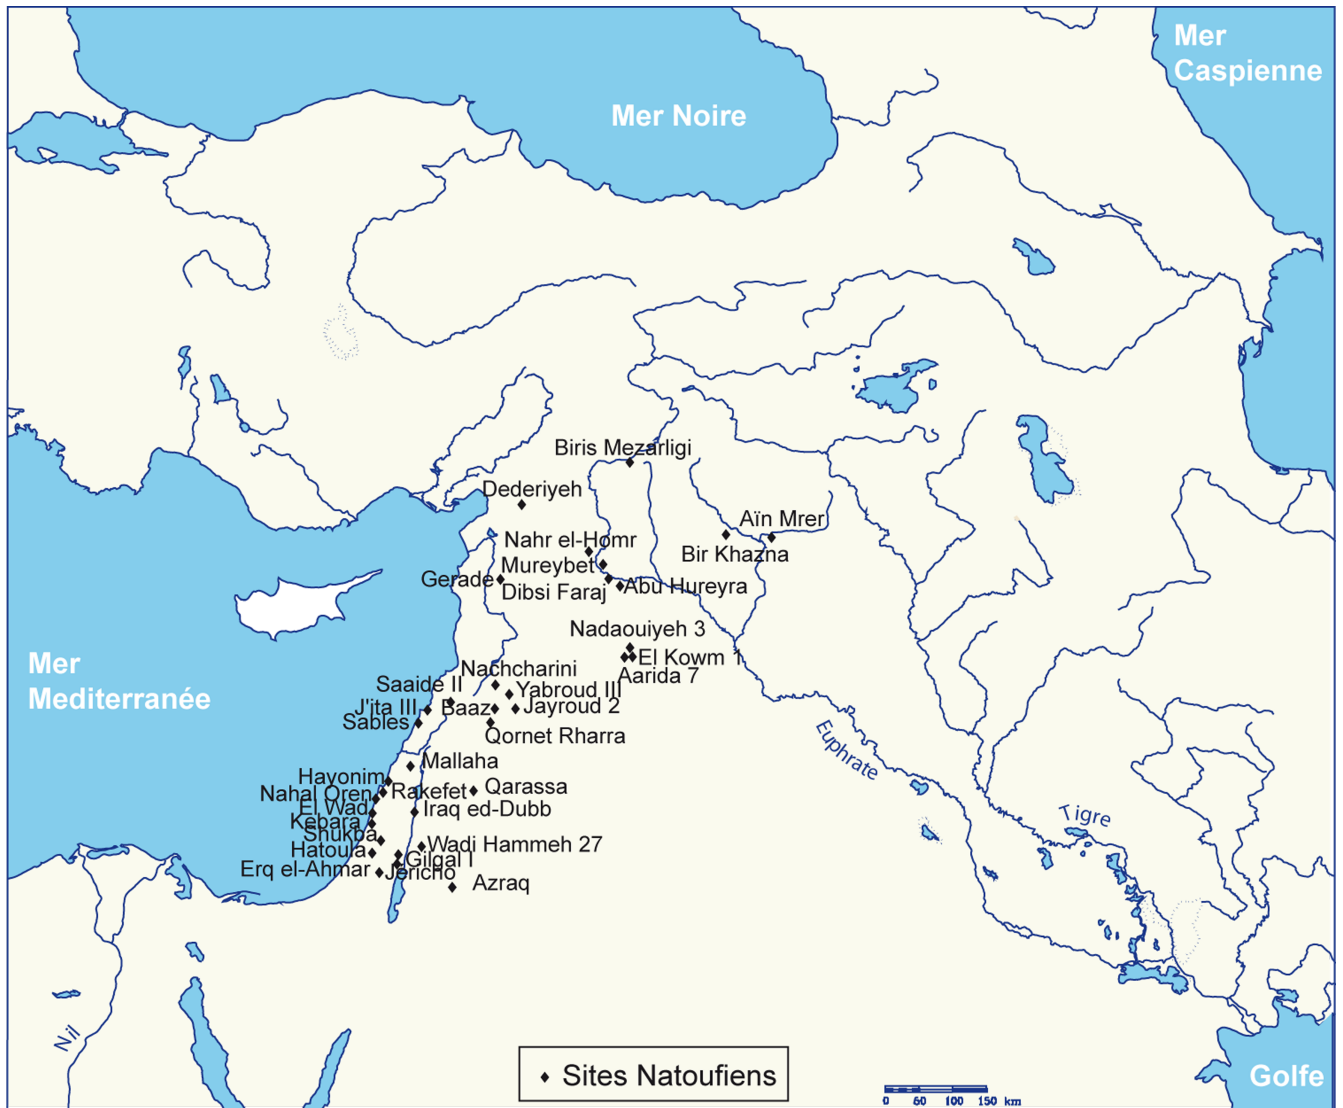 Mer
Caspienne
Mer Noire
Biris Mezarligi
Dederiyeh
Aïn Mrer
Nahr el-Homr
Bir Khazna
Mureybet
Gerade
Abu Hureyra
Dibsi Faraj
Nadaouiyeh 3
El Kowm 1
Mer
Mediterranée
Nachcharini
Aarida 7
Saaide II
Yabroud III
J'ita III
Baaz
Jayroud 2
Sables
Qornet Rharra
Euphrate
Mallaha
Hayonim
Nahal Oren
Rakefet
Qarassa
El Wad
Iraq ed-Dubb
Kebara
Tigre
Shukba
Hatoula
Wadi Hammeh 27
Gilgal I
Erq el-Ahmar
Jericho
Azraq
Nil
Sites Natoufiens
Golfe
0 50 100 150 km